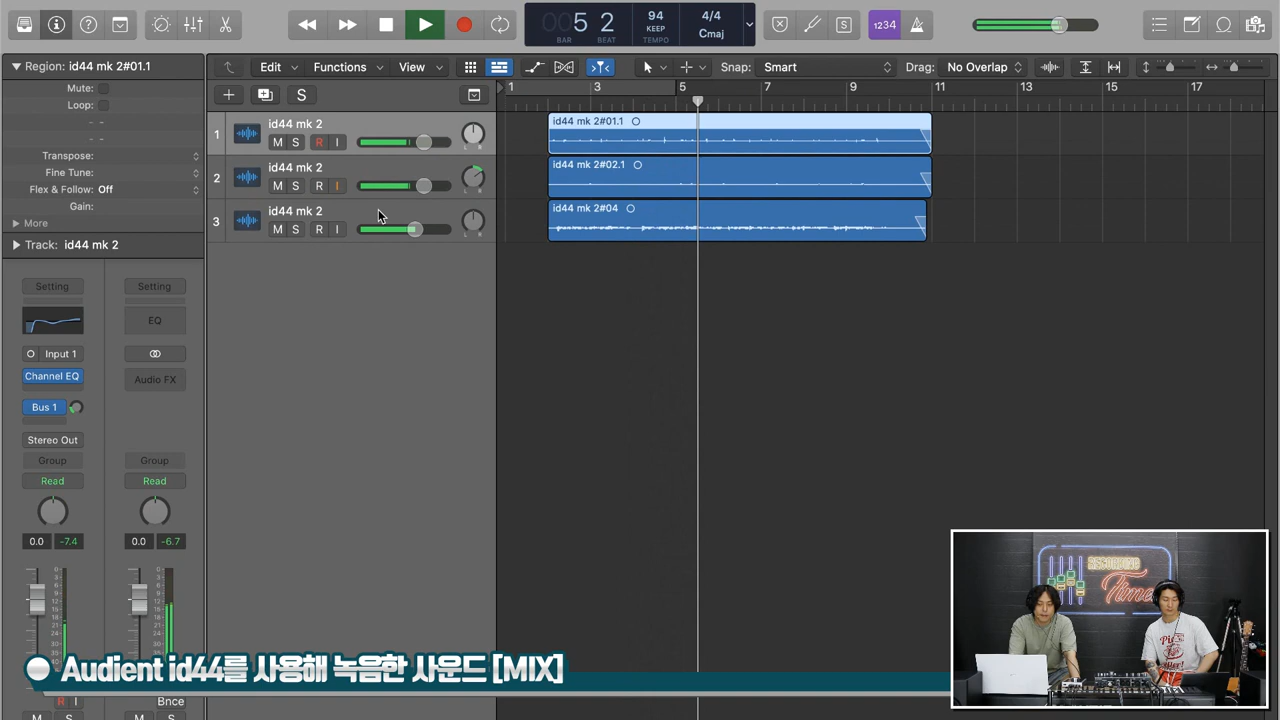 5 2
BAR
BEAT
94
KEEP
TEMPO
4/4
Cmaj
1234
Region: id44 mk 2#01.1
Mute:
Loop:
Transpose:
Fine Tune:
Flex & Follow: Off
Gain:
More
Track: id44 mk 2
Edit
Functions
View
Snap: Smart
Drag: No Overlap
S
1 3 5 7 9 11 13 15 17
1
id44 mk 2
M S R I
L R
2
id44 mk 2
M S R I
L R
3
id44 mk 2
M S R I
L R
id44 mk 2#01.1
id44 mk 2#02.1
id44 mk 2#04
Setting
Setting
EQ
Input 1
Channel EQ
Audio FX
Bus 1
Stereo Out
Group
Group
Read
Read
0.0 -7.4
0.0 -6.7
R I
Bnce
M S
M S
RECORDING
Time
Audient id44를 사용해 녹음한 사운드 [MIX]